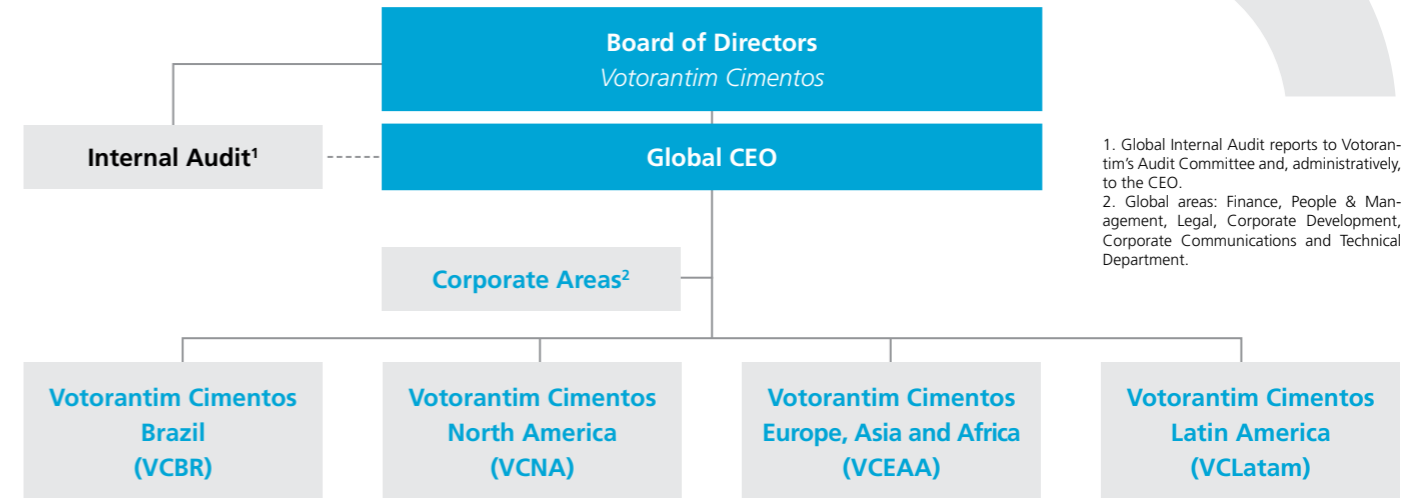 Board of Directors
Votorantim Cimentos
Internal Audit¹
Global CEO
1. Global Internal Audit reports to Votoran-
tim's Audit Committee and, administratively,
to the CEO.
2. Global areas: Finance, People & Man-
agement, Legal, Corporate Development,
Corporate Communications and Technical
Department.
Corporate Areas²
Votorantim Cimentos
Brazil
(VCBR)
Votorantim Cimentos
North America
(VCNA)
Votorantim Cimentos
Europe, Asia and Africa
(VCEAA)
Votorantim Cimentos
Latin America
(VCLatam)